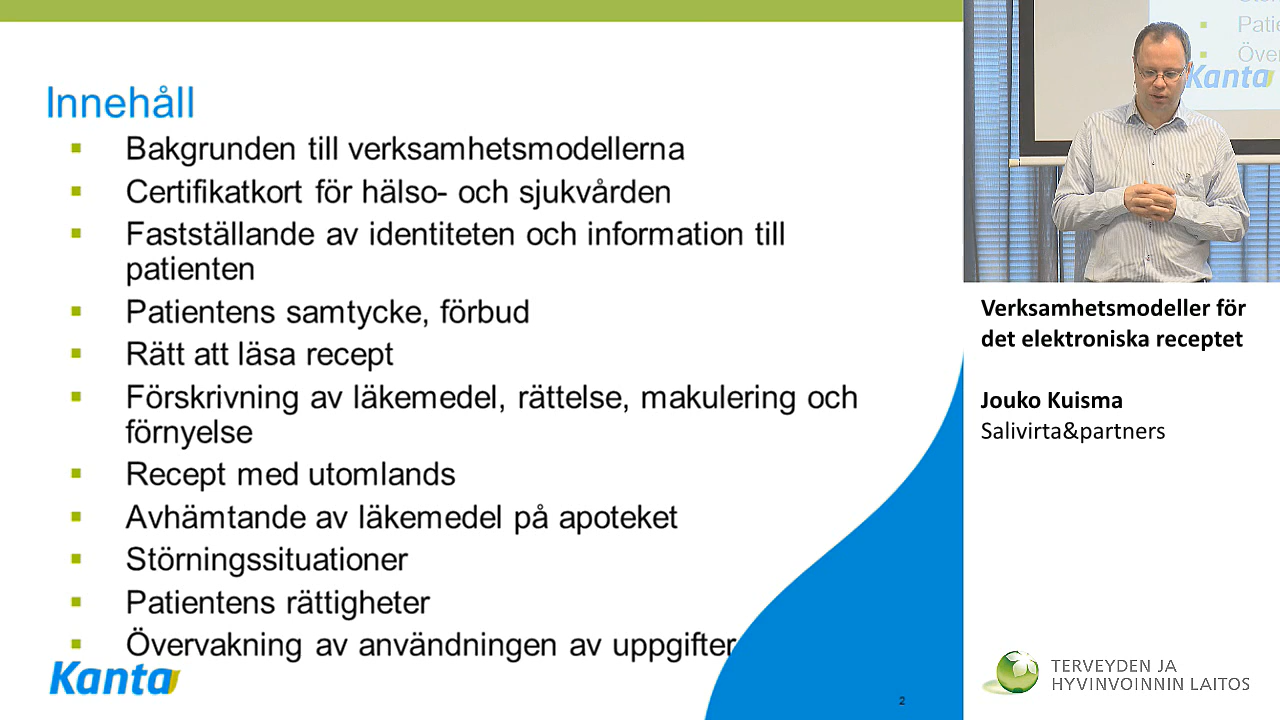 Innehåll
Bakgrunden till verksamhetsmodellerna
Certifikatkort för hälso- och sjukvården
Fastställande av identiteten och information till
patienten
Patientens samtycke, förbud
Rätt att läsa recept
Förskrivning av läkemedel, rättelse, makulering och
förnyelse
Recept med utomlands
Avhämtande av läkemedel på apoteket
Störningssituationer
Patientens rättigheter
Övervakning av användningen av uppgifter
Kanta
2
Kanta
Verksamhetsmodeller för
det elektroniska receptet
Jouko Kuisma
Salivirta&partners
TERVEYDEN JA
HYVINVOINNIN LAITOS